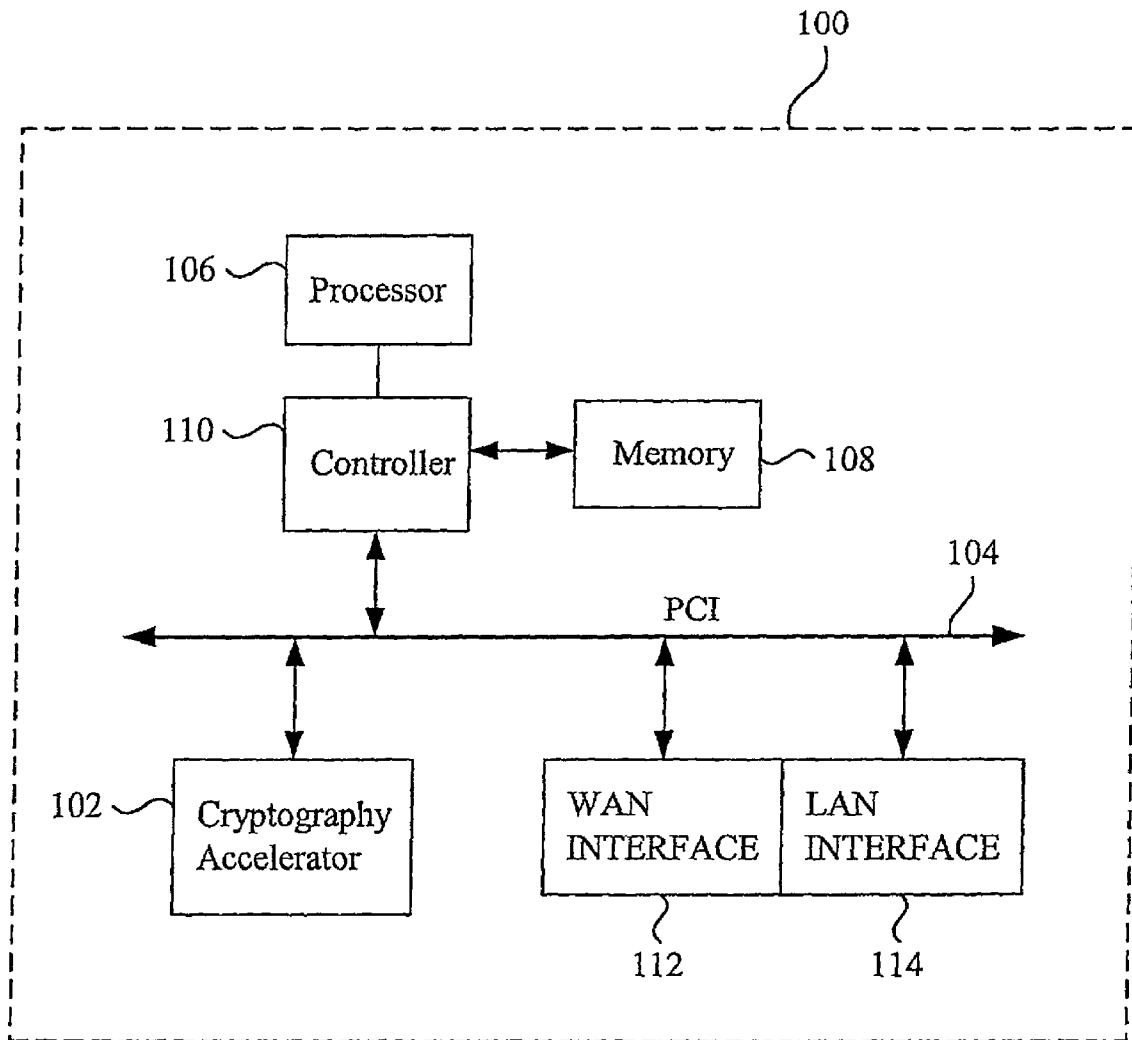 100
106
Processor
110
Controller
Memory
108
104
PCI
102
Cryptography
Accelerator
WAN
INTERFACE
LAN
INTERFACE
112
114